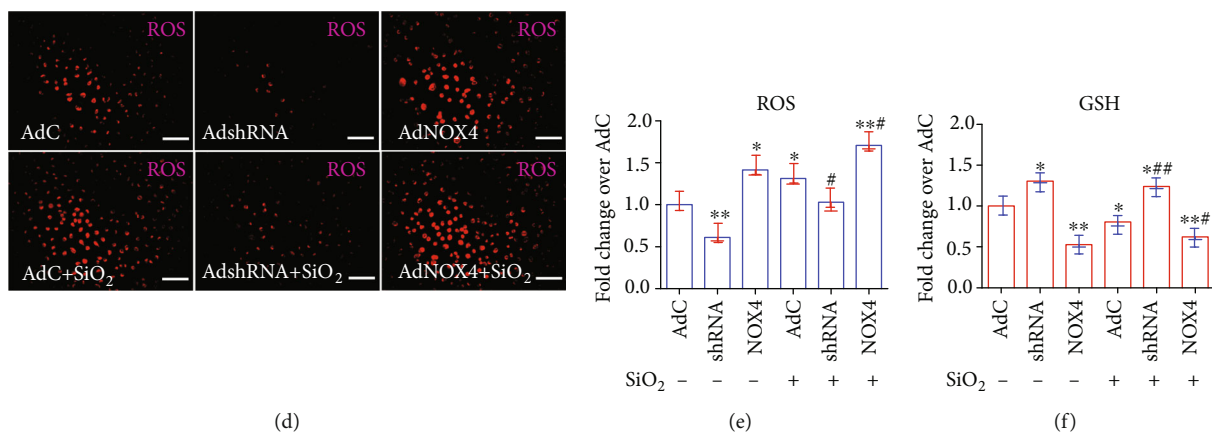 ROS ROS ROS
AdC AdshRNA AdNOX4
ROS ROS ROS
AdC+SiO₂ AdshRNA+SiO₂ AdNOX4+SiO₂
(d)
ROS
Fold change over AdC
2.0
1.5
1.0
0.5
0.0
** * * # **#
AdC shRNA NOX4 AdC shRNA NOX4
SiO₂ – – – + + +
(e)
GSH
Fold change over AdC
2.0
1.5
1.0
0.5
0.0
* ** * *## **#
AdC shRNA NOX4 AdC shRNA NOX4
SiO₂ – – – + + +
(f)